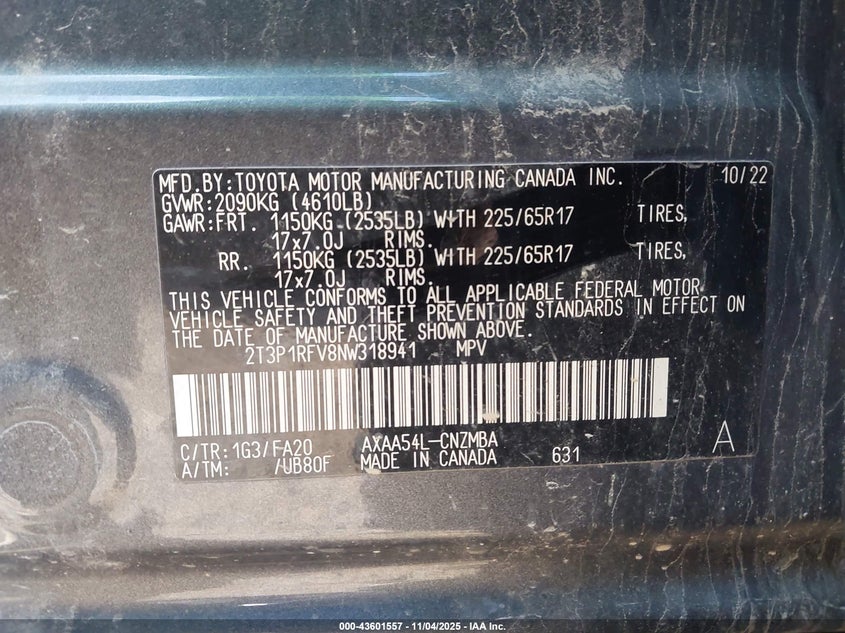 MFD.BY:TOYOTA MOTOR MANUFACTURING CANADA INC. 10/22
GVWR:2090KG (4610LB)
GAWR:FRT. 1150KG (2535LB) WITH 225/65R17 TIRES,
17x7.0J RIMS.
RR. 1150KG (2535LB) WITH 225/65R17 TIRES,
17x7.0J RIMS.
THIS VEHICLE CONFORMS TO ALL APPLICABLE FEDERAL MOTOR
VEHICLE SAFETY AND THEFT PREVENTION STANDARDS IN EFFECT ON
THE DATE OF MANUFACTURE SHOWN ABOVE.
2T3P1RFV8NW318941 MPV
C/TR:1G3/FA20 AXAA54L-CNZMBA
A/TM: /UB80F MADE IN CANADA 631 A
000-43601557 - 11/04/2025 - IAA Inc.